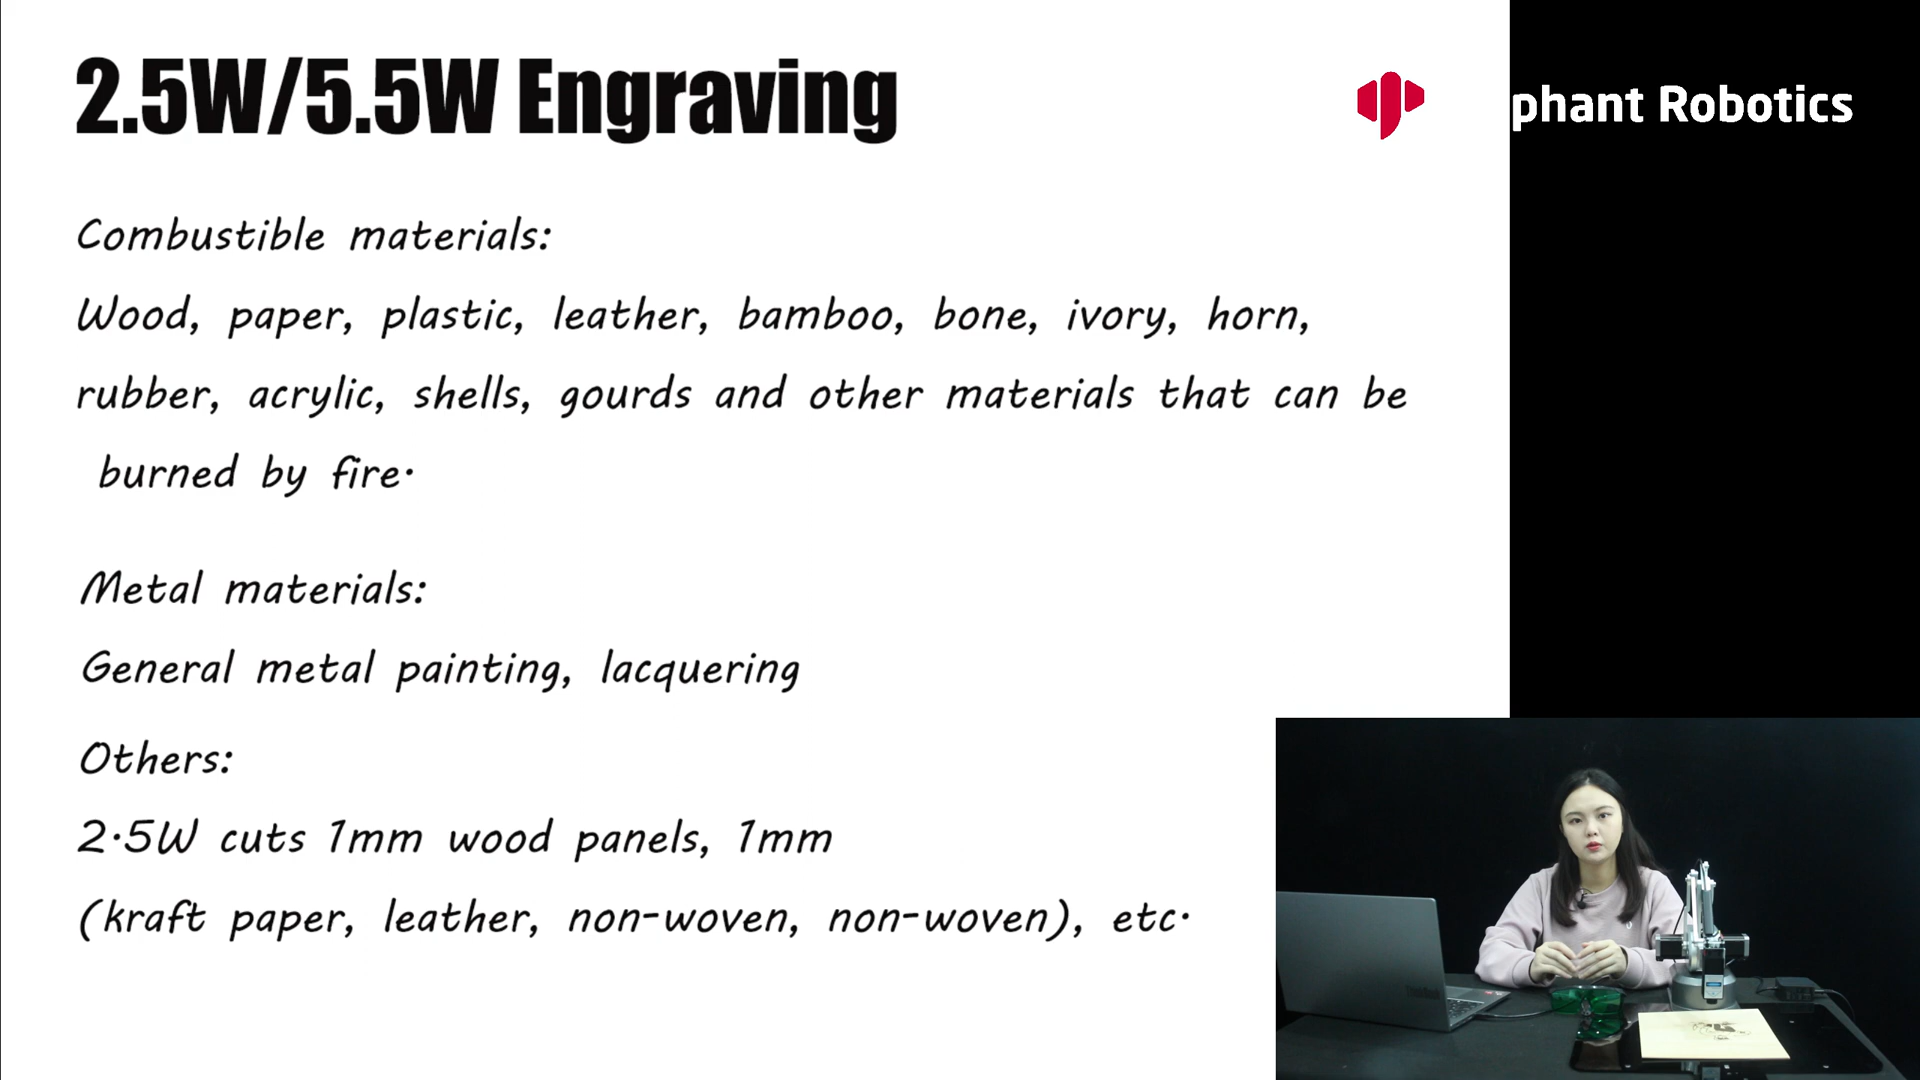 2.5W/5.5W Engraving
phant Robotics
Combustible materials:
Wood, paper, plastic, leather, bamboo, bone, ivory, horn,
rubber, acrylic, shells, gourds and other materials that can be
burned by fire.
Metal materials:
General metal painting, lacquering
Others:
2.5W cuts 1mm wood panels, 1mm
(kraft paper, leather, non-woven, non-woven), etc.